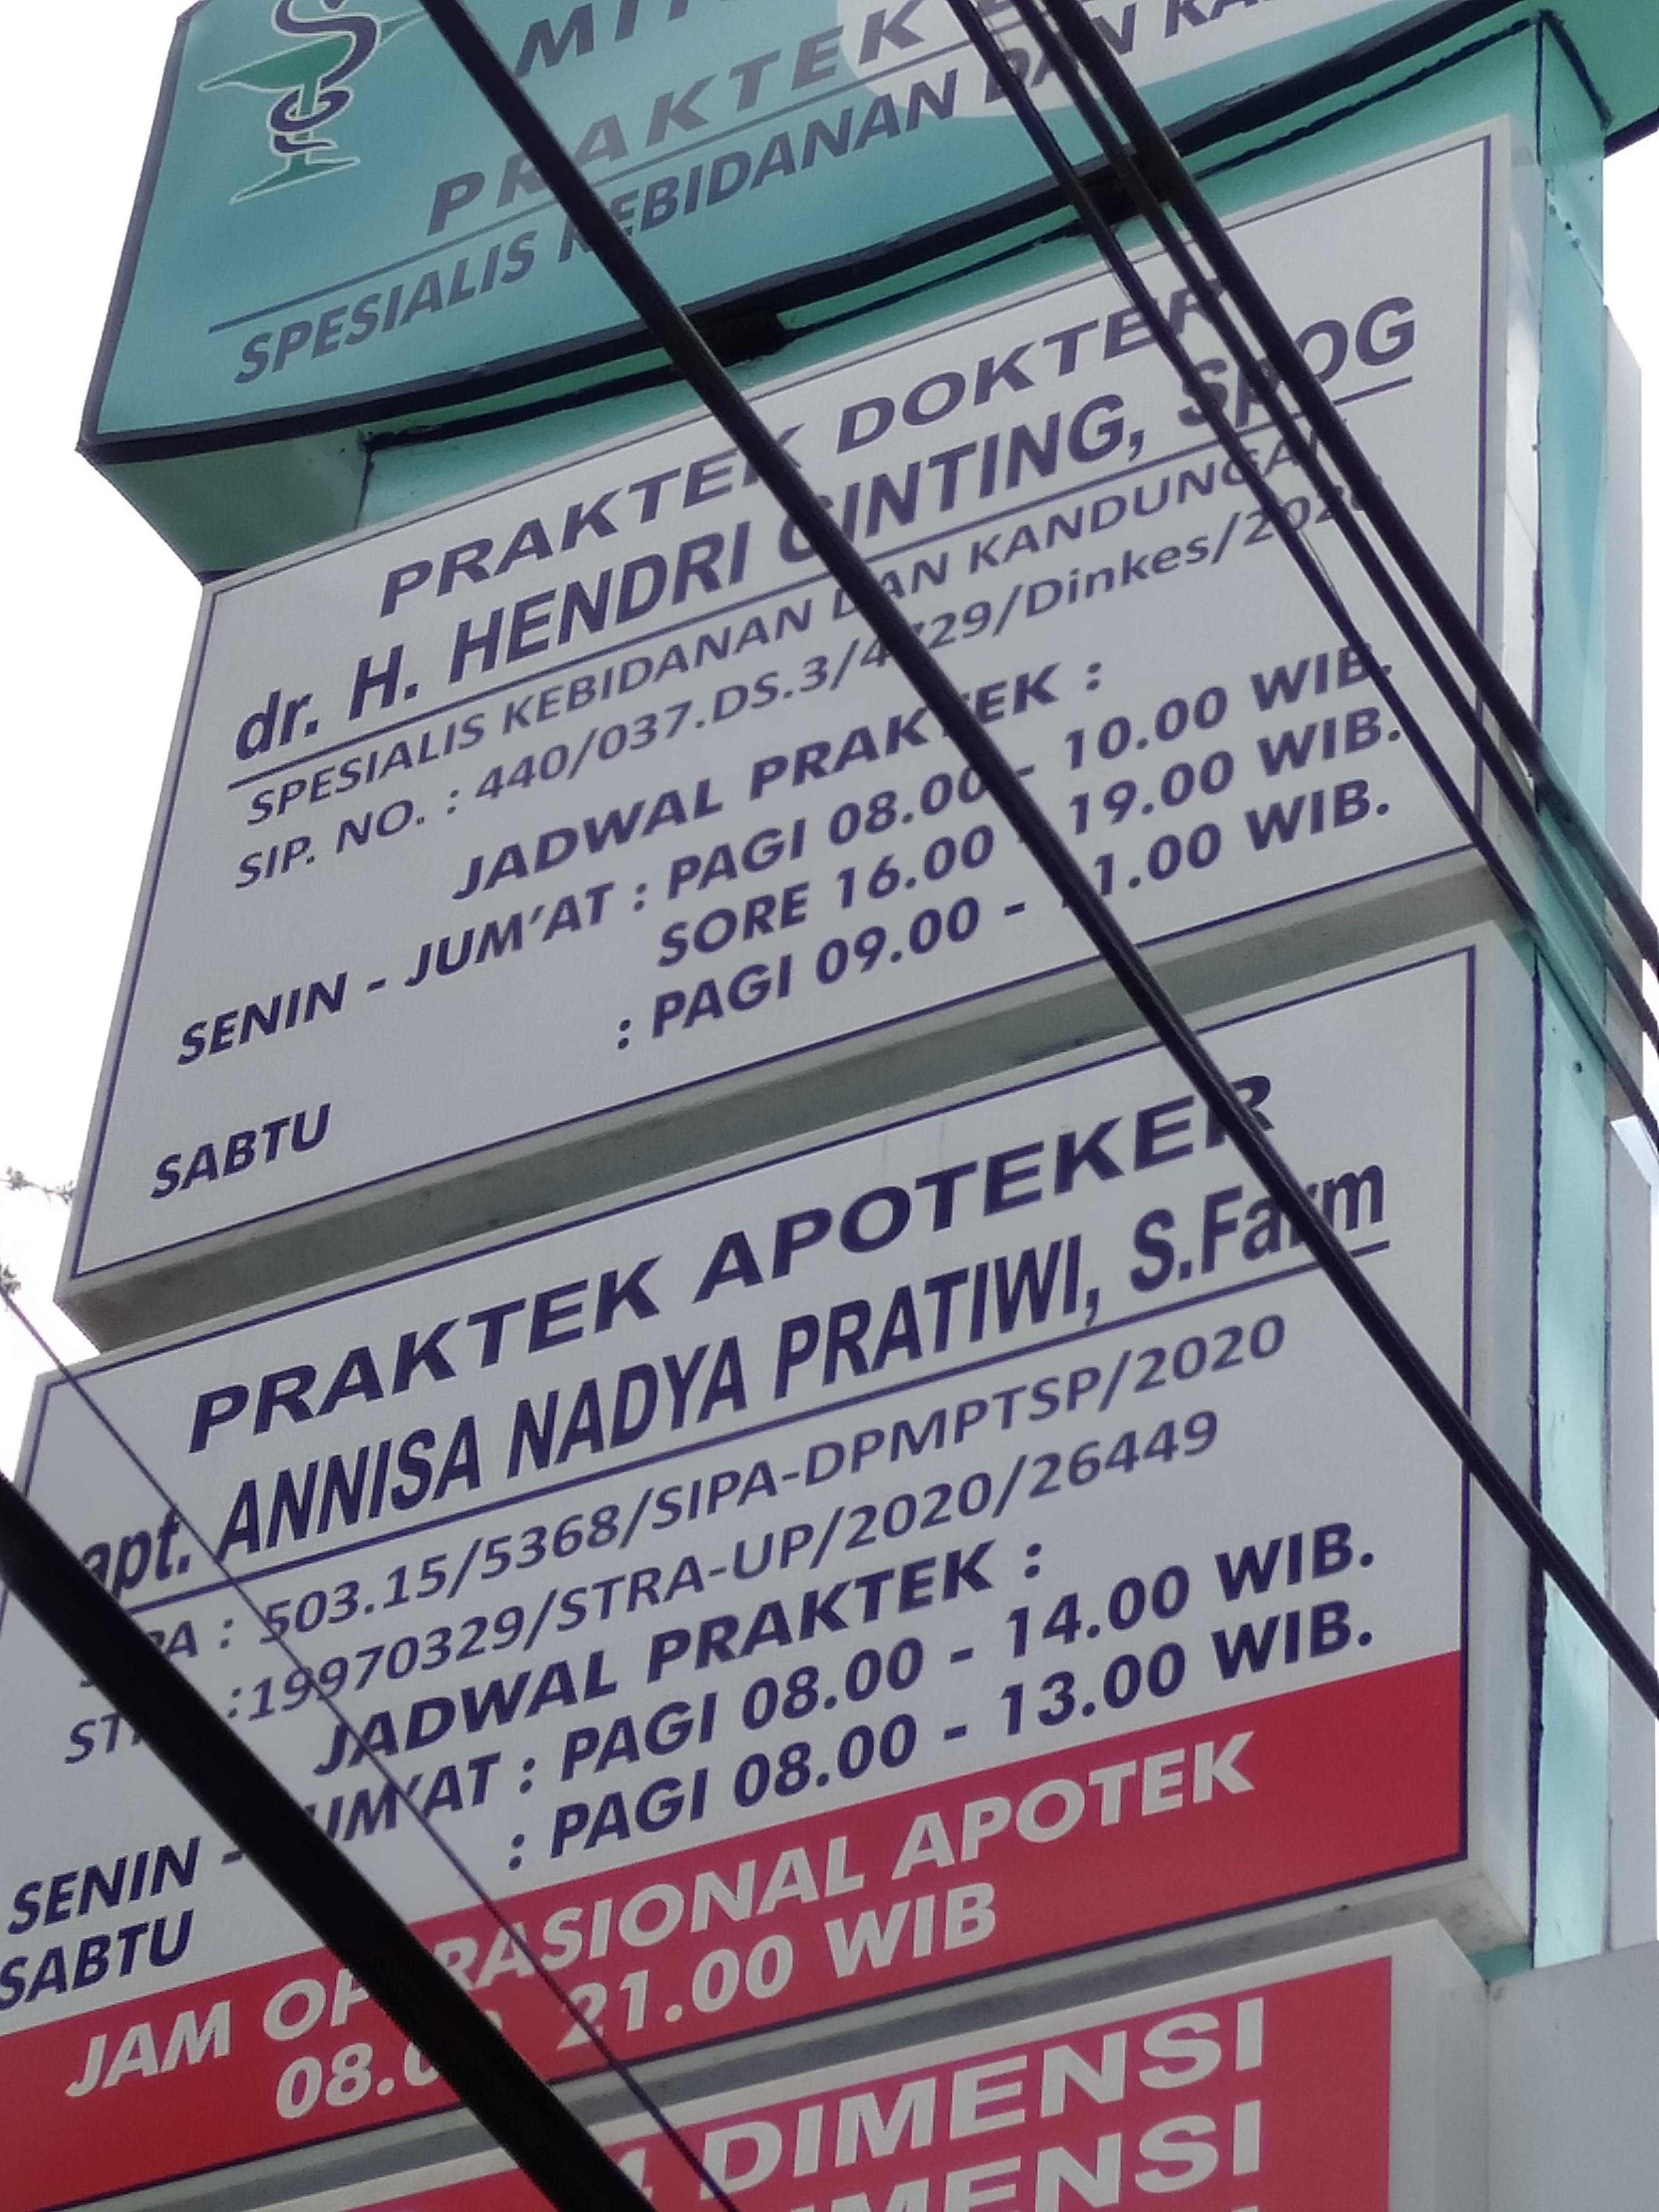 PRAKTEK
SPESIALIS KEBIDANAN DAN
PRAKTEK DOKTER
dr. H. HENDRI GINTING, SPOG
SPESIALIS KEBIDANAN DAN KANDUNGAN
SIP. NO. : 440/037.DS.3/4729/Dinkes/2020
JADWAL PRAKTEK :
SENIN - JUM'AT : PAGI 08.00 - 10.00 WIB.
SORE 16.00 - 19.00 WIB.
SABTU : PAGI 09.00 - 11.00 WIB.
PRAKTEK APOTEKER
apt. ANNISA NADYA PRATIWI, S.Farm
SIPA : 503.15/5368/SIPA-DPMPTSP/2020
STRA :19970329/STRA-UP/2020/26449
JADWAL PRAKTEK :
SENIN - JUM'AT : PAGI 08.00 - 14.00 WIB.
SABTU : PAGI 08.00 - 13.00 WIB.
JAM OPERASIONAL APOTEK
08.00 21.00 WIB
4 DIMENSI